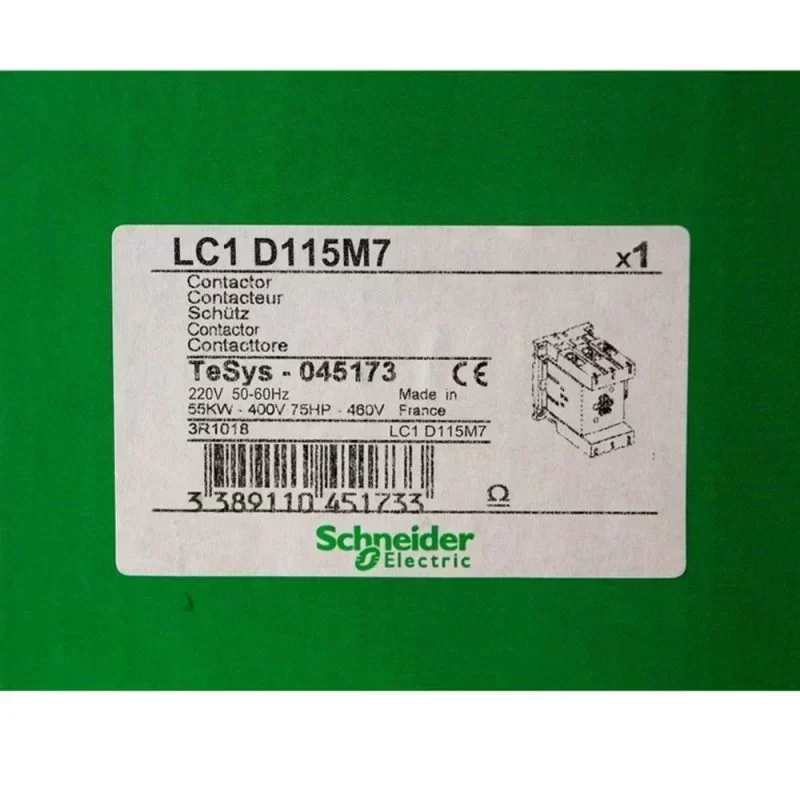 LC1 D115M7 x1
Contactor
Contacteur
Schütz
Contactor
Contacttore
TeSys - 045173 CE
220V 50-60Hz Made in
55KW - 400V 75HP - 460V France
3R1018 LC1 D115M7
3 389110 451733 Ω
Schneider
Electric